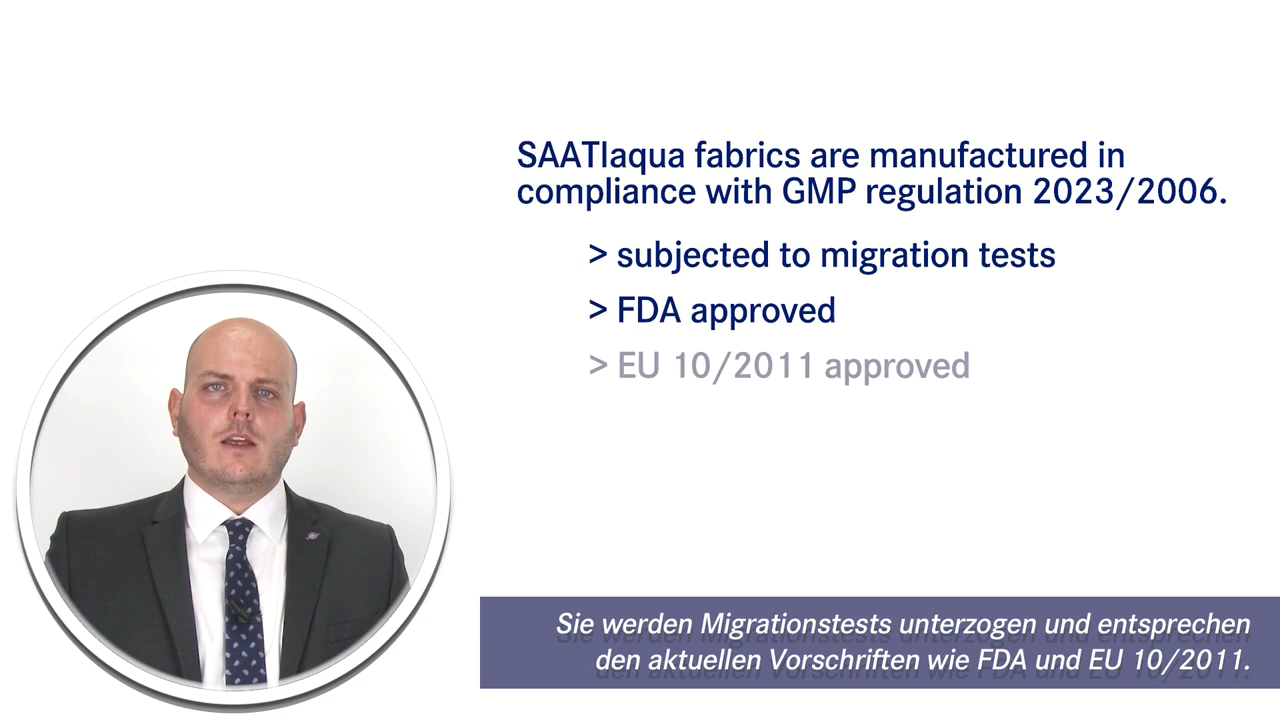 SAATIaqua fabrics are manufactured in
compliance with GMP regulation 2023/2006.
> subjected to migration tests
> FDA approved
> EU 10/2011 approved
Sie werden Migrationstests unterzogen und entsprechen
den aktuellen Vorschriften wie FDA und EU 10/2011.